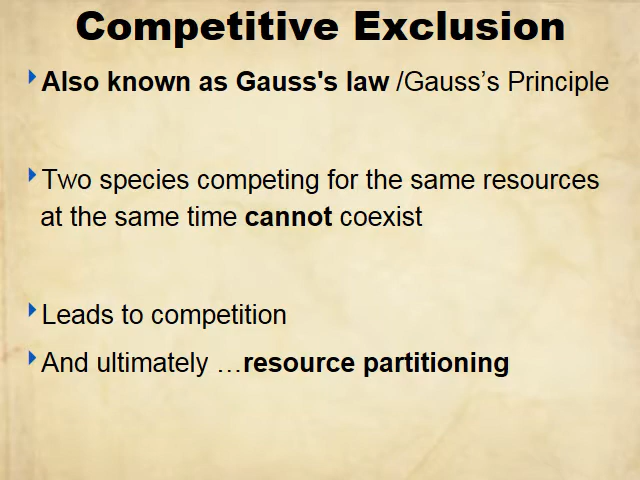 Competitive Exclusion
Also known as Gauss's law /Gauss’s Principle
Two species competing for the same resources
at the same time cannot coexist
Leads to competition
And ultimately …resource partitioning